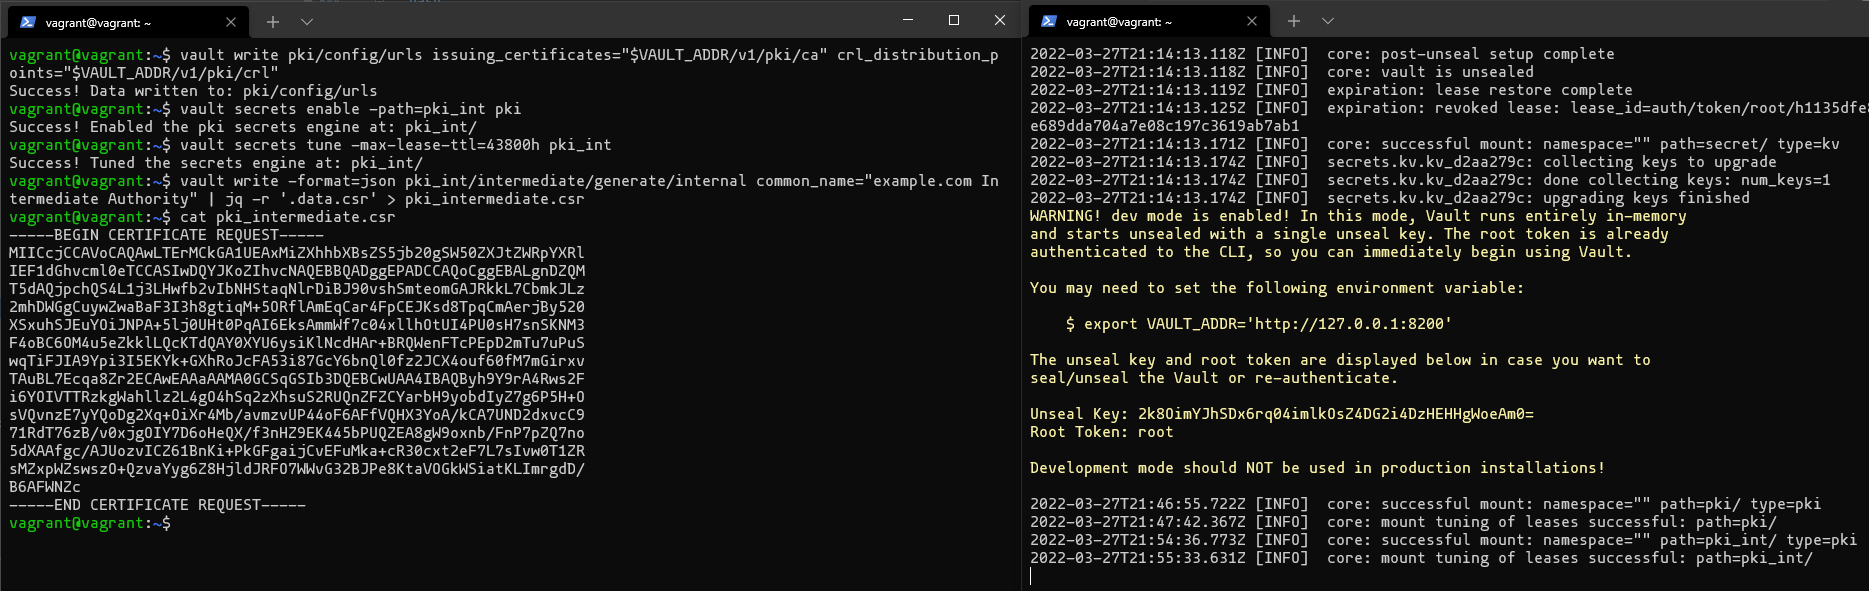 vagrant@vagrant: ~
vagrant@vagrant:~$ vault write pki/config/urls issuing_certificates="$VAULT_ADDR/v1/pki/ca" crl_distribution_p
oints="$VAULT_ADDR/v1/pki/crl"
Success! Data written to: pki/config/urls
vagrant@vagrant:~$ vault secrets enable -path=pki_int pki
Success! Enabled the pki secrets engine at: pki_int/
vagrant@vagrant:~$ vault secrets tune -max-lease-ttl=43800h pki_int
Success! Tuned the secrets engine at: pki_int/
vagrant@vagrant:~$ vault write -format=json pki_int/intermediate/generate/internal common_name="example.com In
termediate Authority" | jq -r '.data.csr' > pki_intermediate.csr
vagrant@vagrant:~$ cat pki_intermediate.csr
-----BEGIN CERTIFICATE REQUEST-----
MIICcjCCAVoCAQAwLTErMCkGA1UEAxMiZXhhbXBsZS5jb20gSW50ZXJtZWRpYXRl
IEF1dGhvcml0eTCCASIwDQYJKoZIhvcNAQEBBQADggEPADCCAQoCggEBALgnDZQM
T5dAQjpchQS4L1j3LHwfb2vIbNHStaqNlrDiBJ90vshSmteomGAJRkkL7CbmkJLz
2mhDWGgCuywZwaBaF3I3h8gtiqM+5ORflAmEqCar4FpCEJKsd8TpqCmAerjBy520
XSxuhSJEuYOiJNPA+5lj0UHt0PqAI6EksAmmWf7c04xllhOtUI4PU0sH7snSKNM3
F4oBC6OM4u5eZkklLQcKTdQAY0XYU6ysiKlNcdHAr+BRQWenFTcPEpD2mTu7uPuS
wqTiFJIA9Ypi3I5EKYk+GXhRoJcFA53i87GcY6bnQl0fz2JCX4ouf60fM7mGirxv
TAuBL7Ecqa8Zr2ECAwEAAaAAMA0GCSqGSIb3DQEBCwUAA4IBAQByh9Y9rA4Rws2F
i6YOIVTTRzkgWahllz2L4gO4hSq2zXhsuS2RUQnZFZCYarbH9yobdIyZ7g6P5H+O
sVQvnzE7yYQoDg2Xq+OiXr4Mb/avmzvUP44oF6AFfVQHX3YoA/kCA7UND2dxvcC9
71RdT76zB/v0xjgOIY7D6oHeQX/f3nHZ9EK445bPUQZEA8gW9oxnb/FnP7pZQ7no
5dXAAfgc/AJUozvICZ61BnKi+PkGFgaijCvEFuMka+cR30cxt2eF7L7sIvw0T1ZR
sMZxpWZswszO+QzvaYyg6Z8HjldJRFO7WWvG32BJPe8KtaVOGkWSiatKLImrgdD/
B6AFWNZc
-----END CERTIFICATE REQUEST-----
vagrant@vagrant:~$
vagrant@vagrant: ~
2022-03-27T21:14:13.118Z [INFO]  core: post-unseal setup complete
2022-03-27T21:14:13.118Z [INFO]  core: vault is unsealed
2022-03-27T21:14:13.119Z [INFO]  expiration: lease restore complete
2022-03-27T21:14:13.125Z [INFO]  expiration: revoked lease: lease_id=auth/token/root/h1135dfe8
e689dda704a7e08c197c3619ab7ab1
2022-03-27T21:14:13.171Z [INFO]  core: successful mount: namespace="" path=secret/ type=kv
2022-03-27T21:14:13.174Z [INFO]  secrets.kv.kv_d2aa279c: collecting keys to upgrade
2022-03-27T21:14:13.174Z [INFO]  secrets.kv.kv_d2aa279c: done collecting keys: num_keys=1
2022-03-27T21:14:13.174Z [INFO]  secrets.kv.kv_d2aa279c: upgrading keys finished
WARNING! dev mode is enabled! In this mode, Vault runs entirely in-memory
and starts unsealed with a single unseal key. The root token is already
authenticated to the CLI, so you can immediately begin using Vault.
You may need to set the following environment variable:
$ export VAULT_ADDR='http://127.0.0.1:8200'
The unseal key and root token are displayed below in case you want to
seal/unseal the Vault or re-authenticate.
Unseal Key: 2k8OimYJhSDx6rq04imlkOsZ4DG2i4DzHEHHgWoeAm0=
Root Token: root
Development mode should NOT be used in production installations!
2022-03-27T21:46:55.722Z [INFO]  core: successful mount: namespace="" path=pki/ type=pki
2022-03-27T21:47:42.367Z [INFO]  core: mount tuning of leases successful: path=pki/
2022-03-27T21:54:36.773Z [INFO]  core: successful mount: namespace="" path=pki_int/ type=pki
2022-03-27T21:55:33.631Z [INFO]  core: mount tuning of leases successful: path=pki_int/